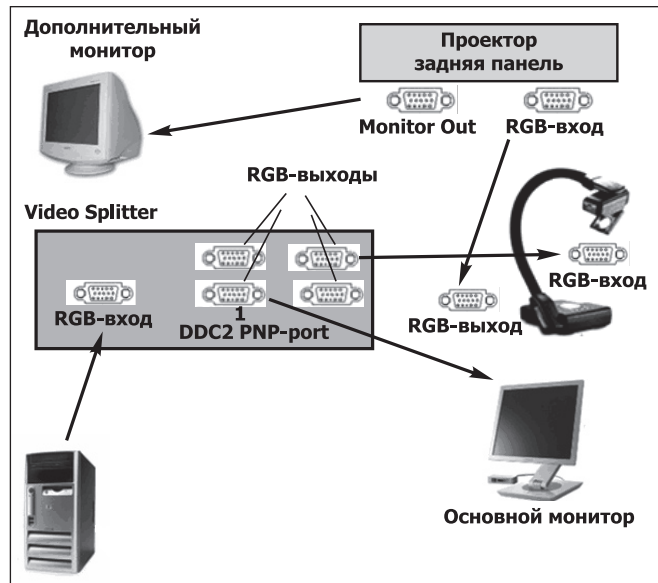 Дополнительный
монитор
Проектор
задняя панель
Monitor Out
RGB-вход
RGB-выходы
Video Splitter
RGB-вход
RGB-вход
1
DDC2 PNP-port
RGB-выход
Основной монитор